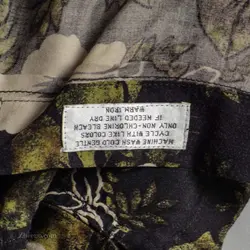 MACHINE WASH COLD GENTLE
CYCLE WITH LIKE COLORS
ONLY NON-CHLORINE BLEACH
IF NEEDED LINE DRY
WARM IRON